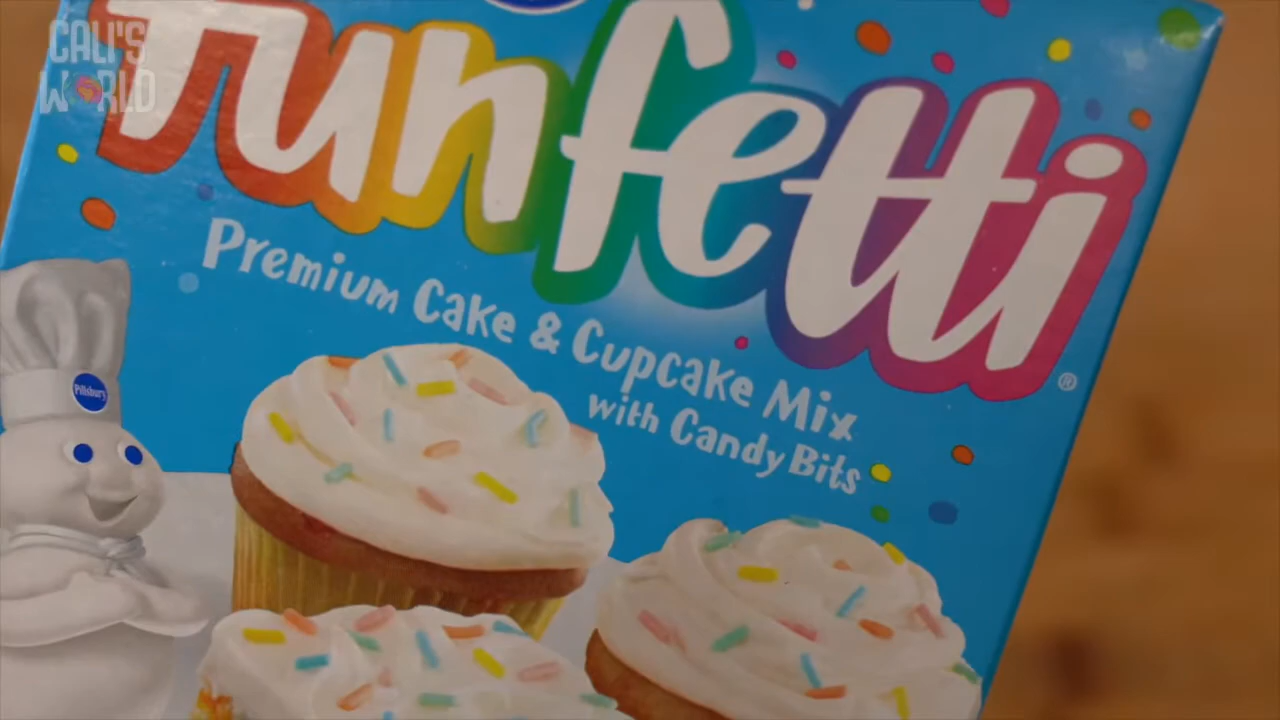 CALI'S
WORLD
Funfetti
®
Premium Cake & Cupcake Mix
with Candy Bits
Pillsbury